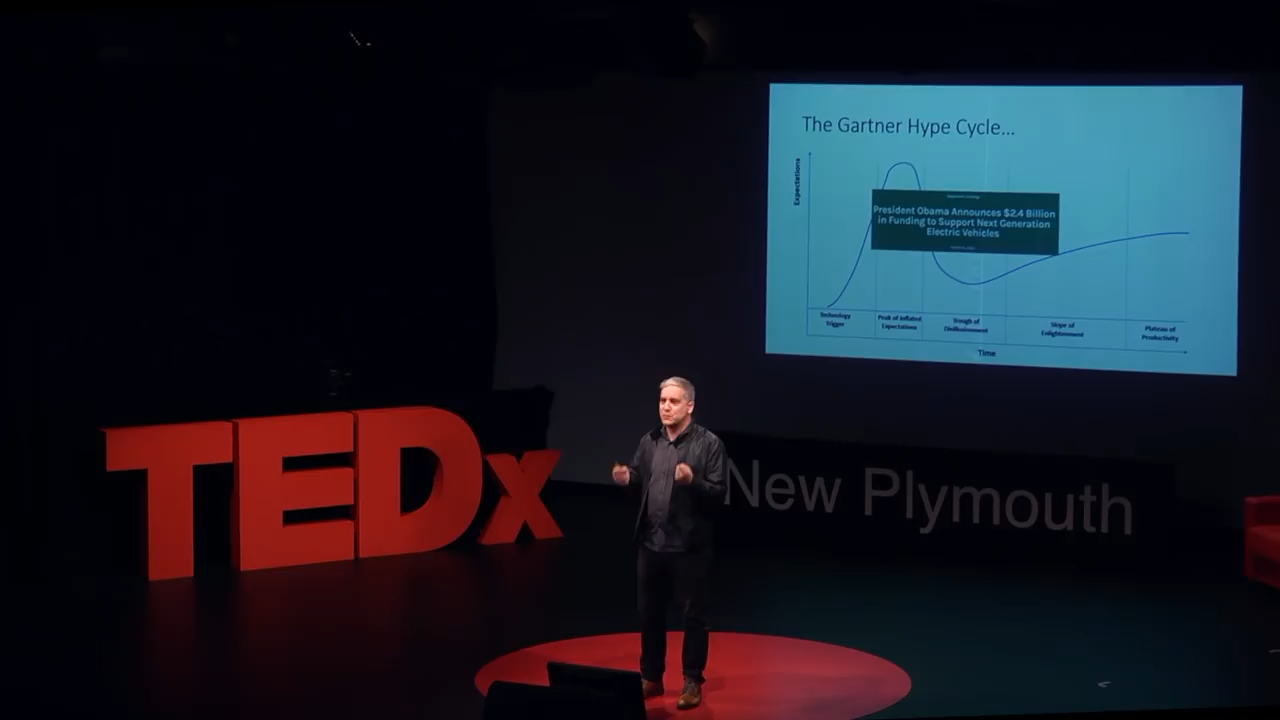 The Gartner Hype Cycle...
Expectations
President Obama Announces $2.4 Billion
in Funding to Support Next Generation
Electric Vehicles
Technology
Trigger
Peak of Inflated
Expectations
Trough of
Disillusionment
Slope of
Enlightenment
Plateau of
Productivity
Time
TEDx
New Plymouth